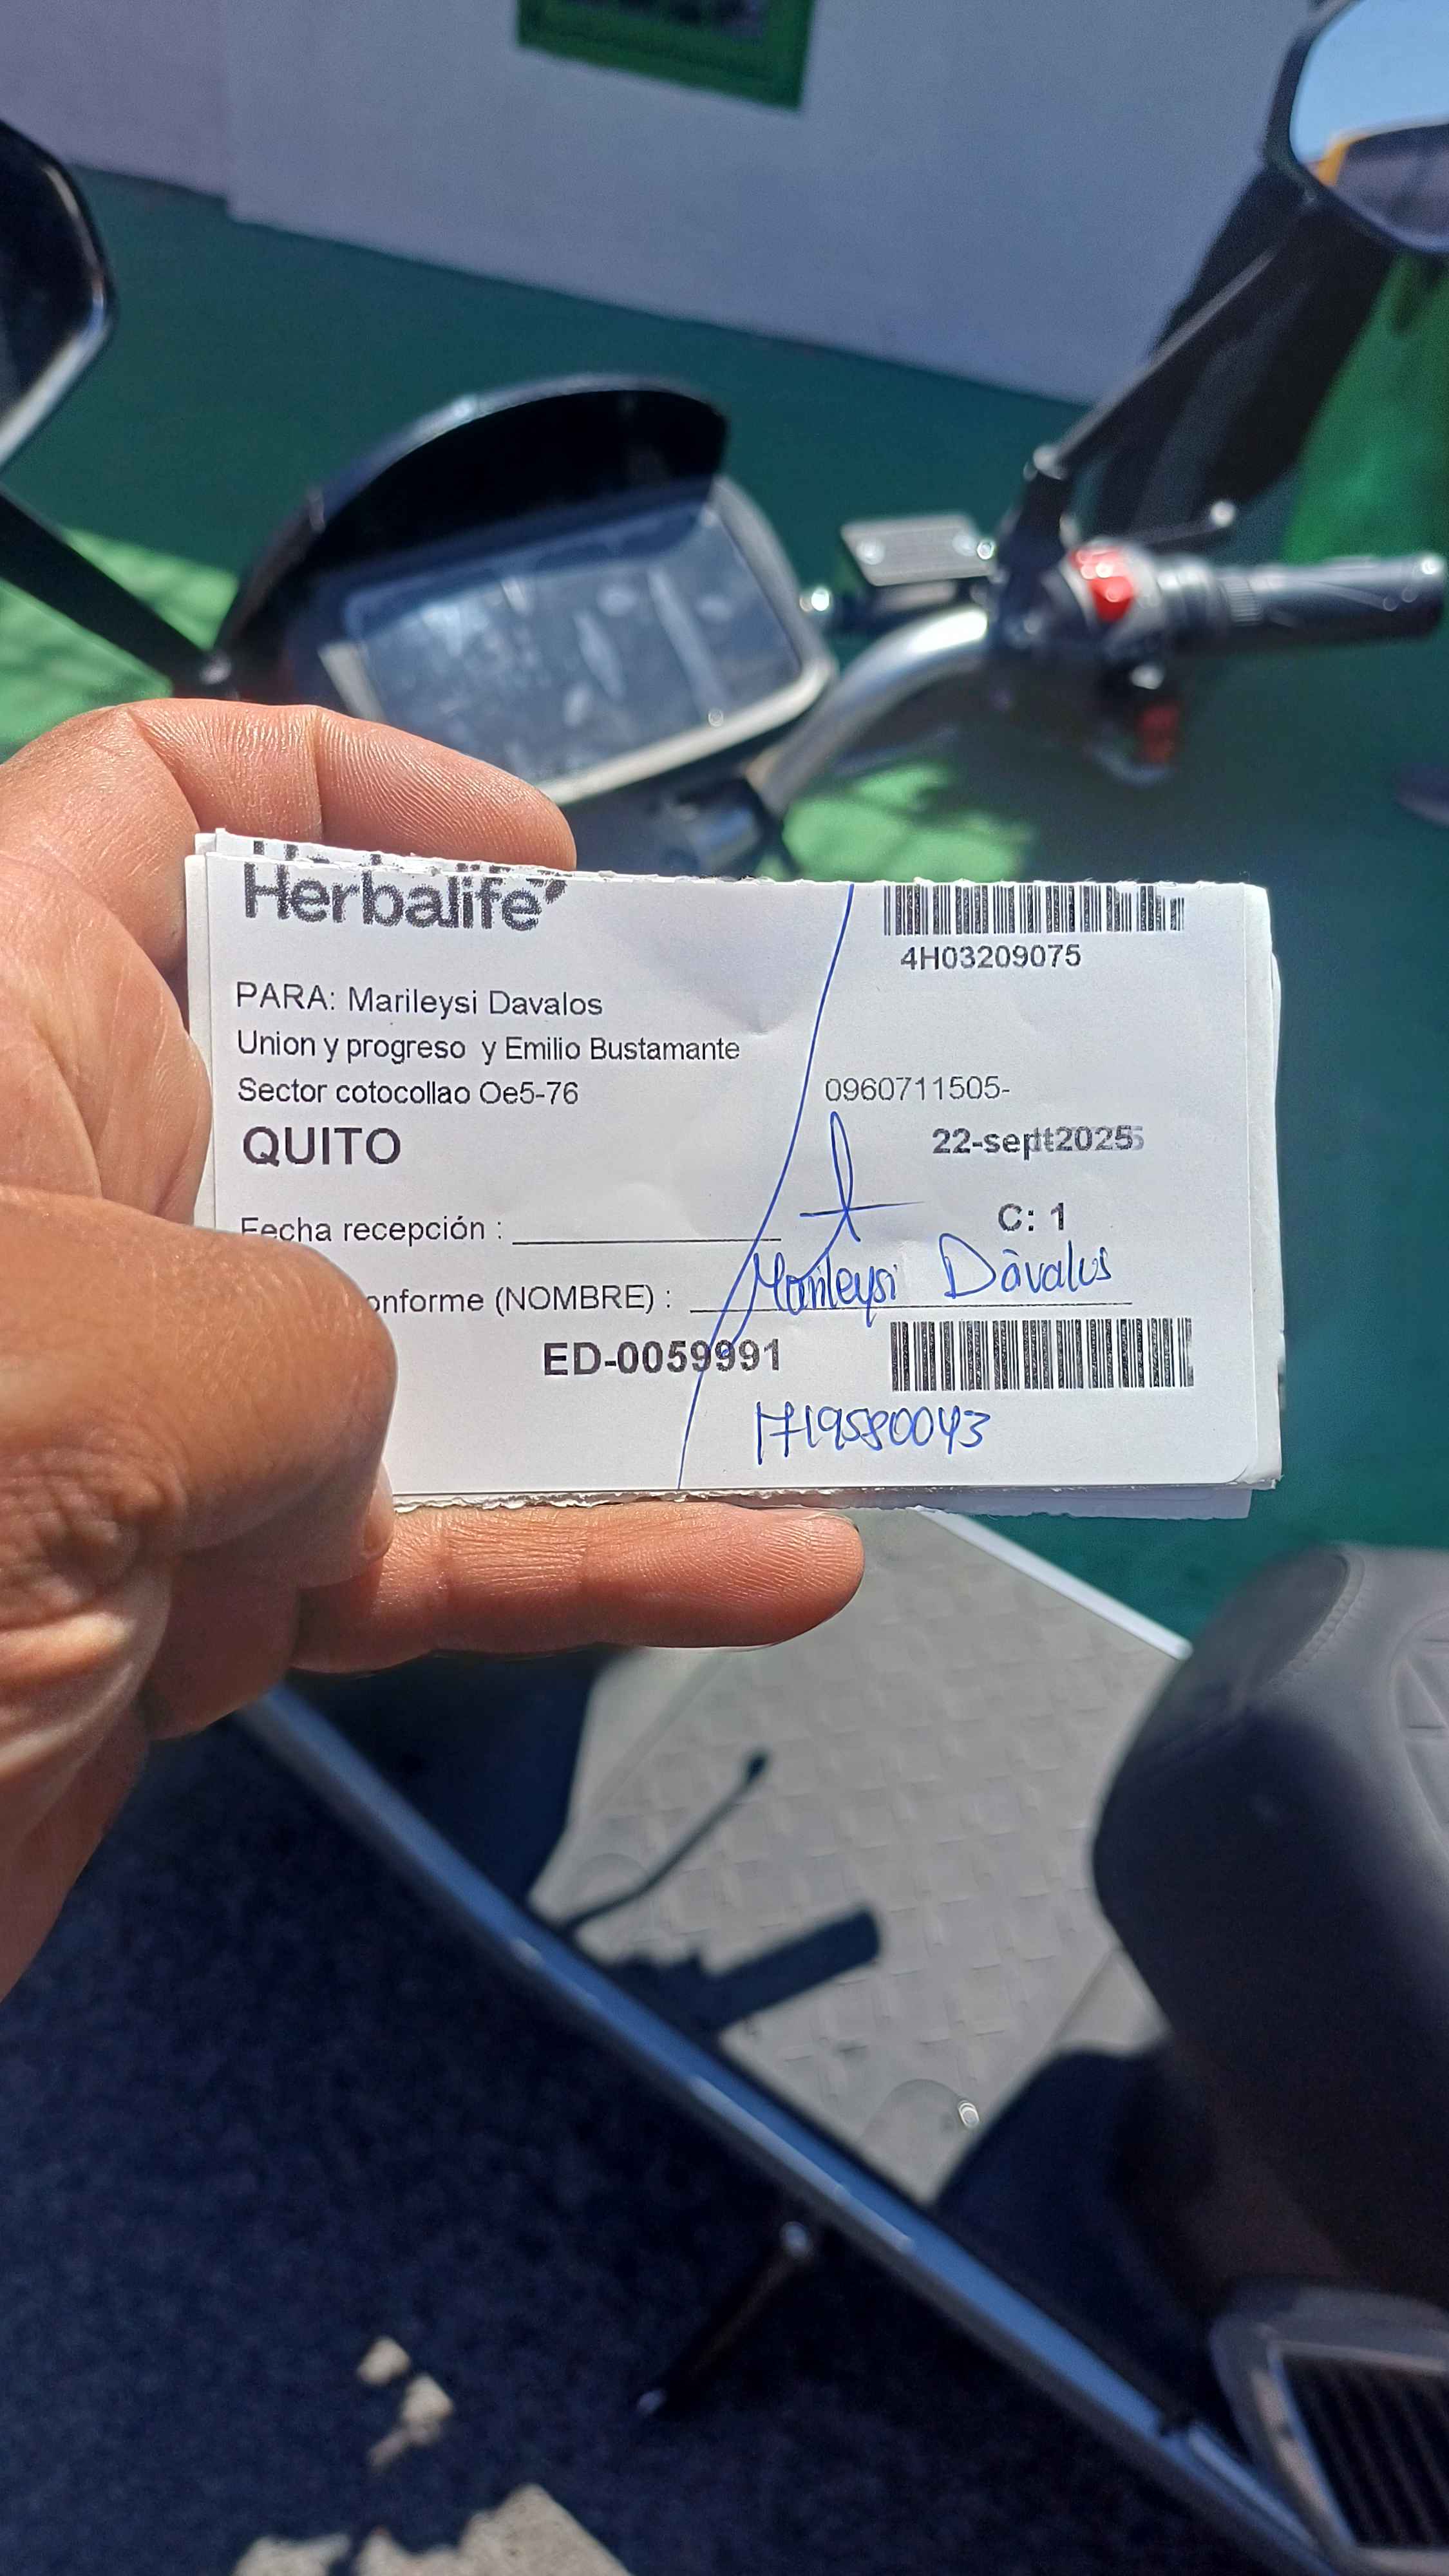 Herbalife
4H03209075
PARA: Marileysi Davalos
Union y progreso y Emilio Bustamante
Sector cotocollao Oe5-76
0960711505-
QUITO
22-sept2025
C: 1
Fecha recepción :
onforme (NOMBRE) : Marileysi Dávalos
ED-0059991
1719580043